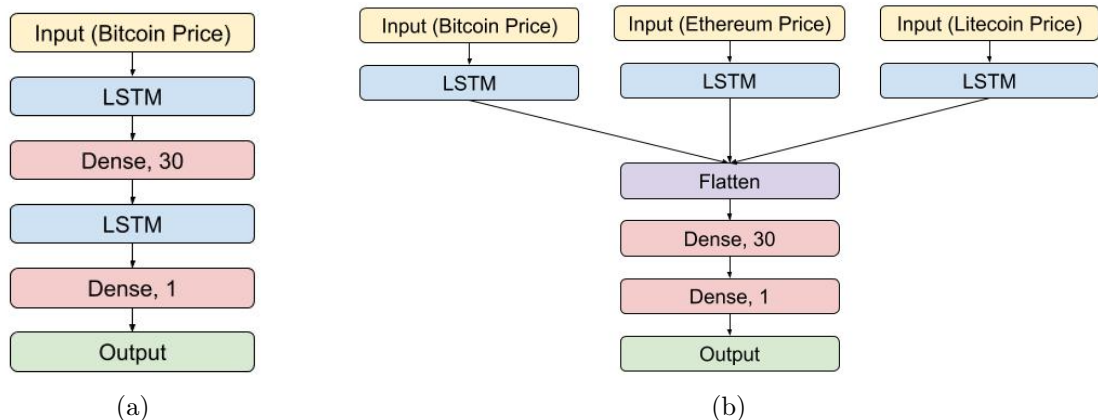 Input (Bitcoin Price)
LSTM
Dense, 30
LSTM
Dense, 1
Output
(a)
Input (Bitcoin Price)
Input (Ethereum Price)
Input (Litecoin Price)
LSTM
LSTM
LSTM
Flatten
Dense, 30
Dense, 1
Output
(b)